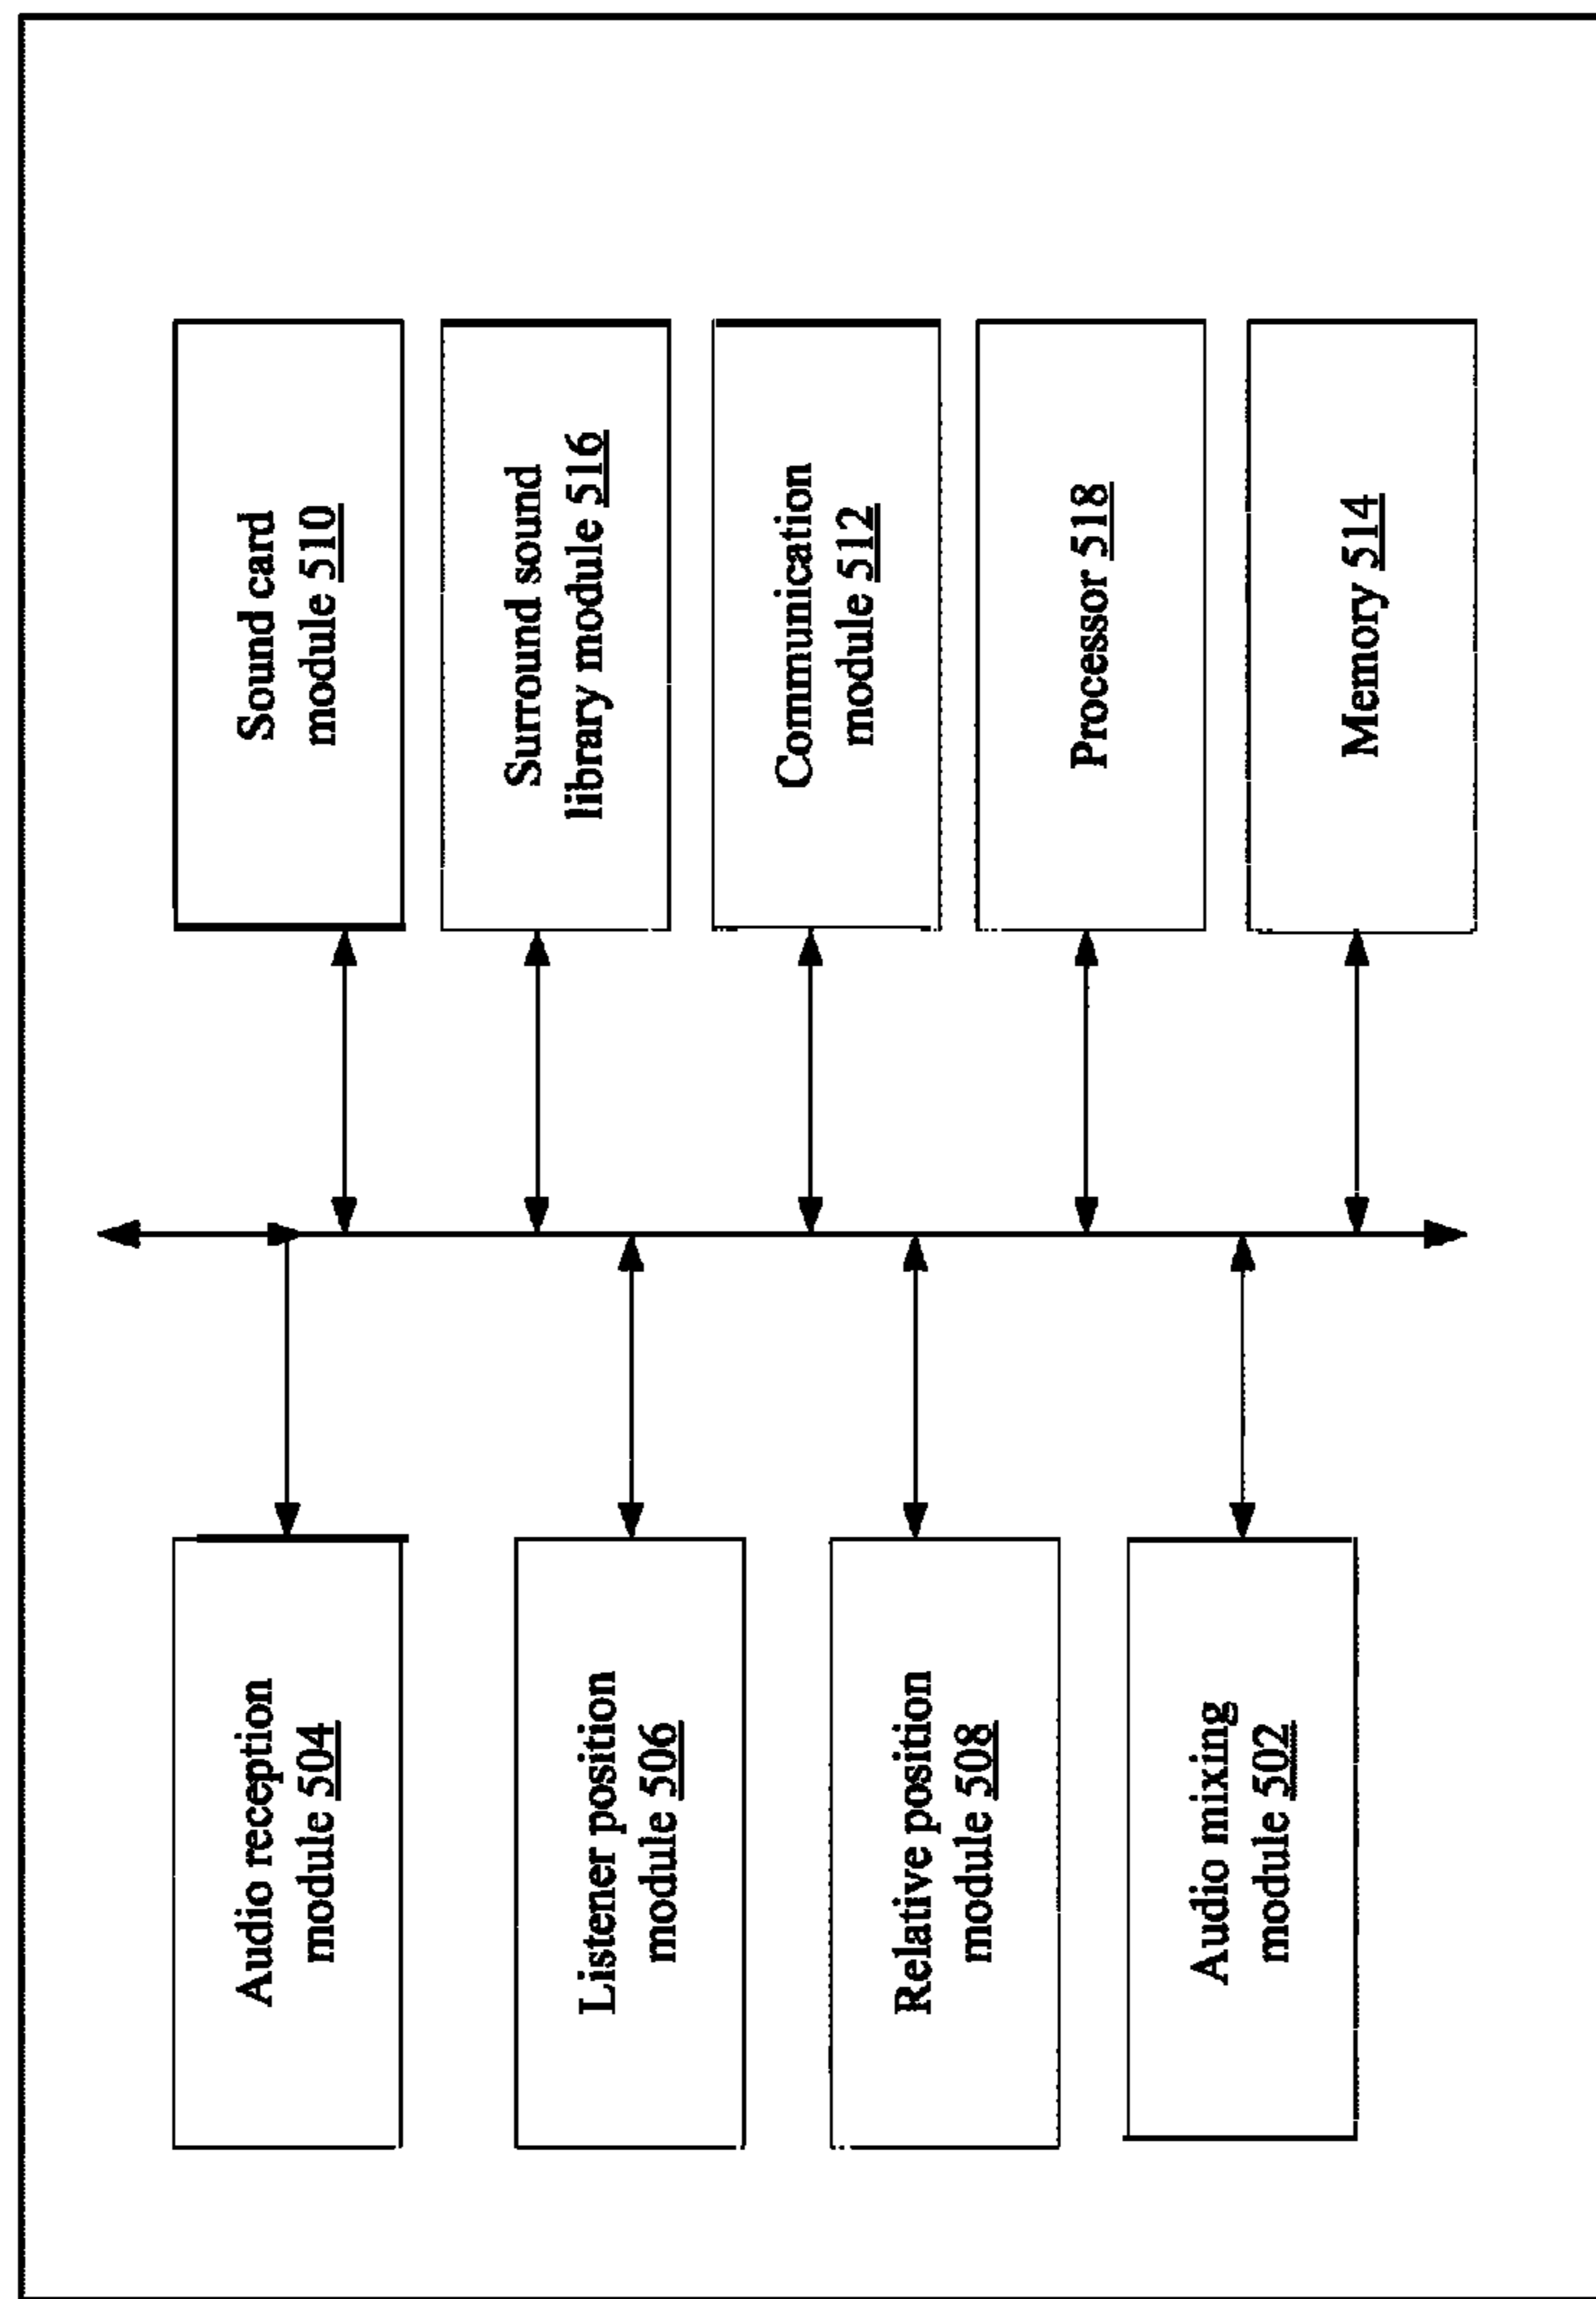 Audio reception
module 504
Listener position
module 506
Relative position
module 508
Audio mixing
module 502
Sound card
module 510
Surround sound
library module 516
Communication
module 512
Processor 518
Memory 514